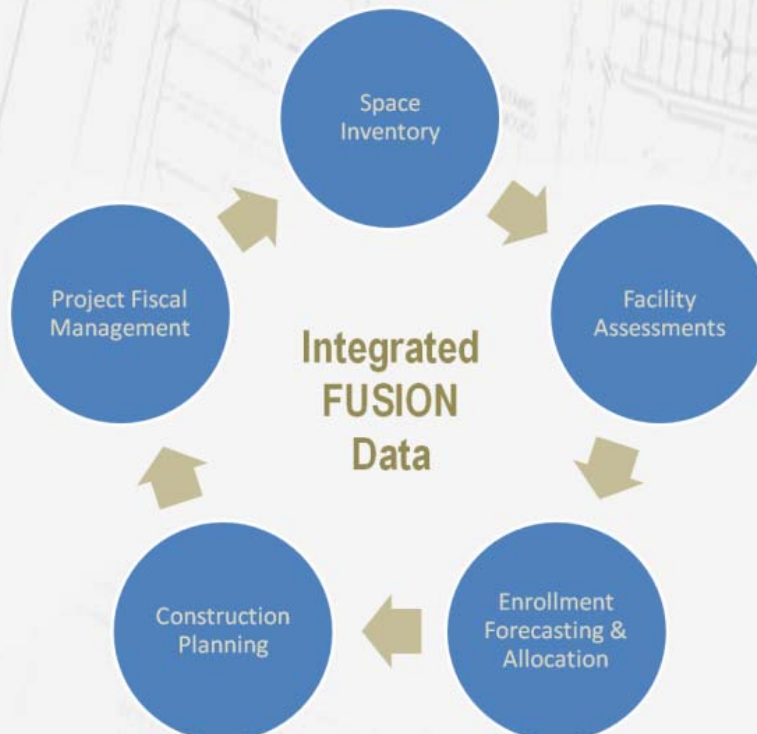 Space
Inventory
Facility
Assessments
Enrollment
Forecasting &
Allocation
Construction
Planning
Project Fiscal
Management
Integrated
FUSION
Data